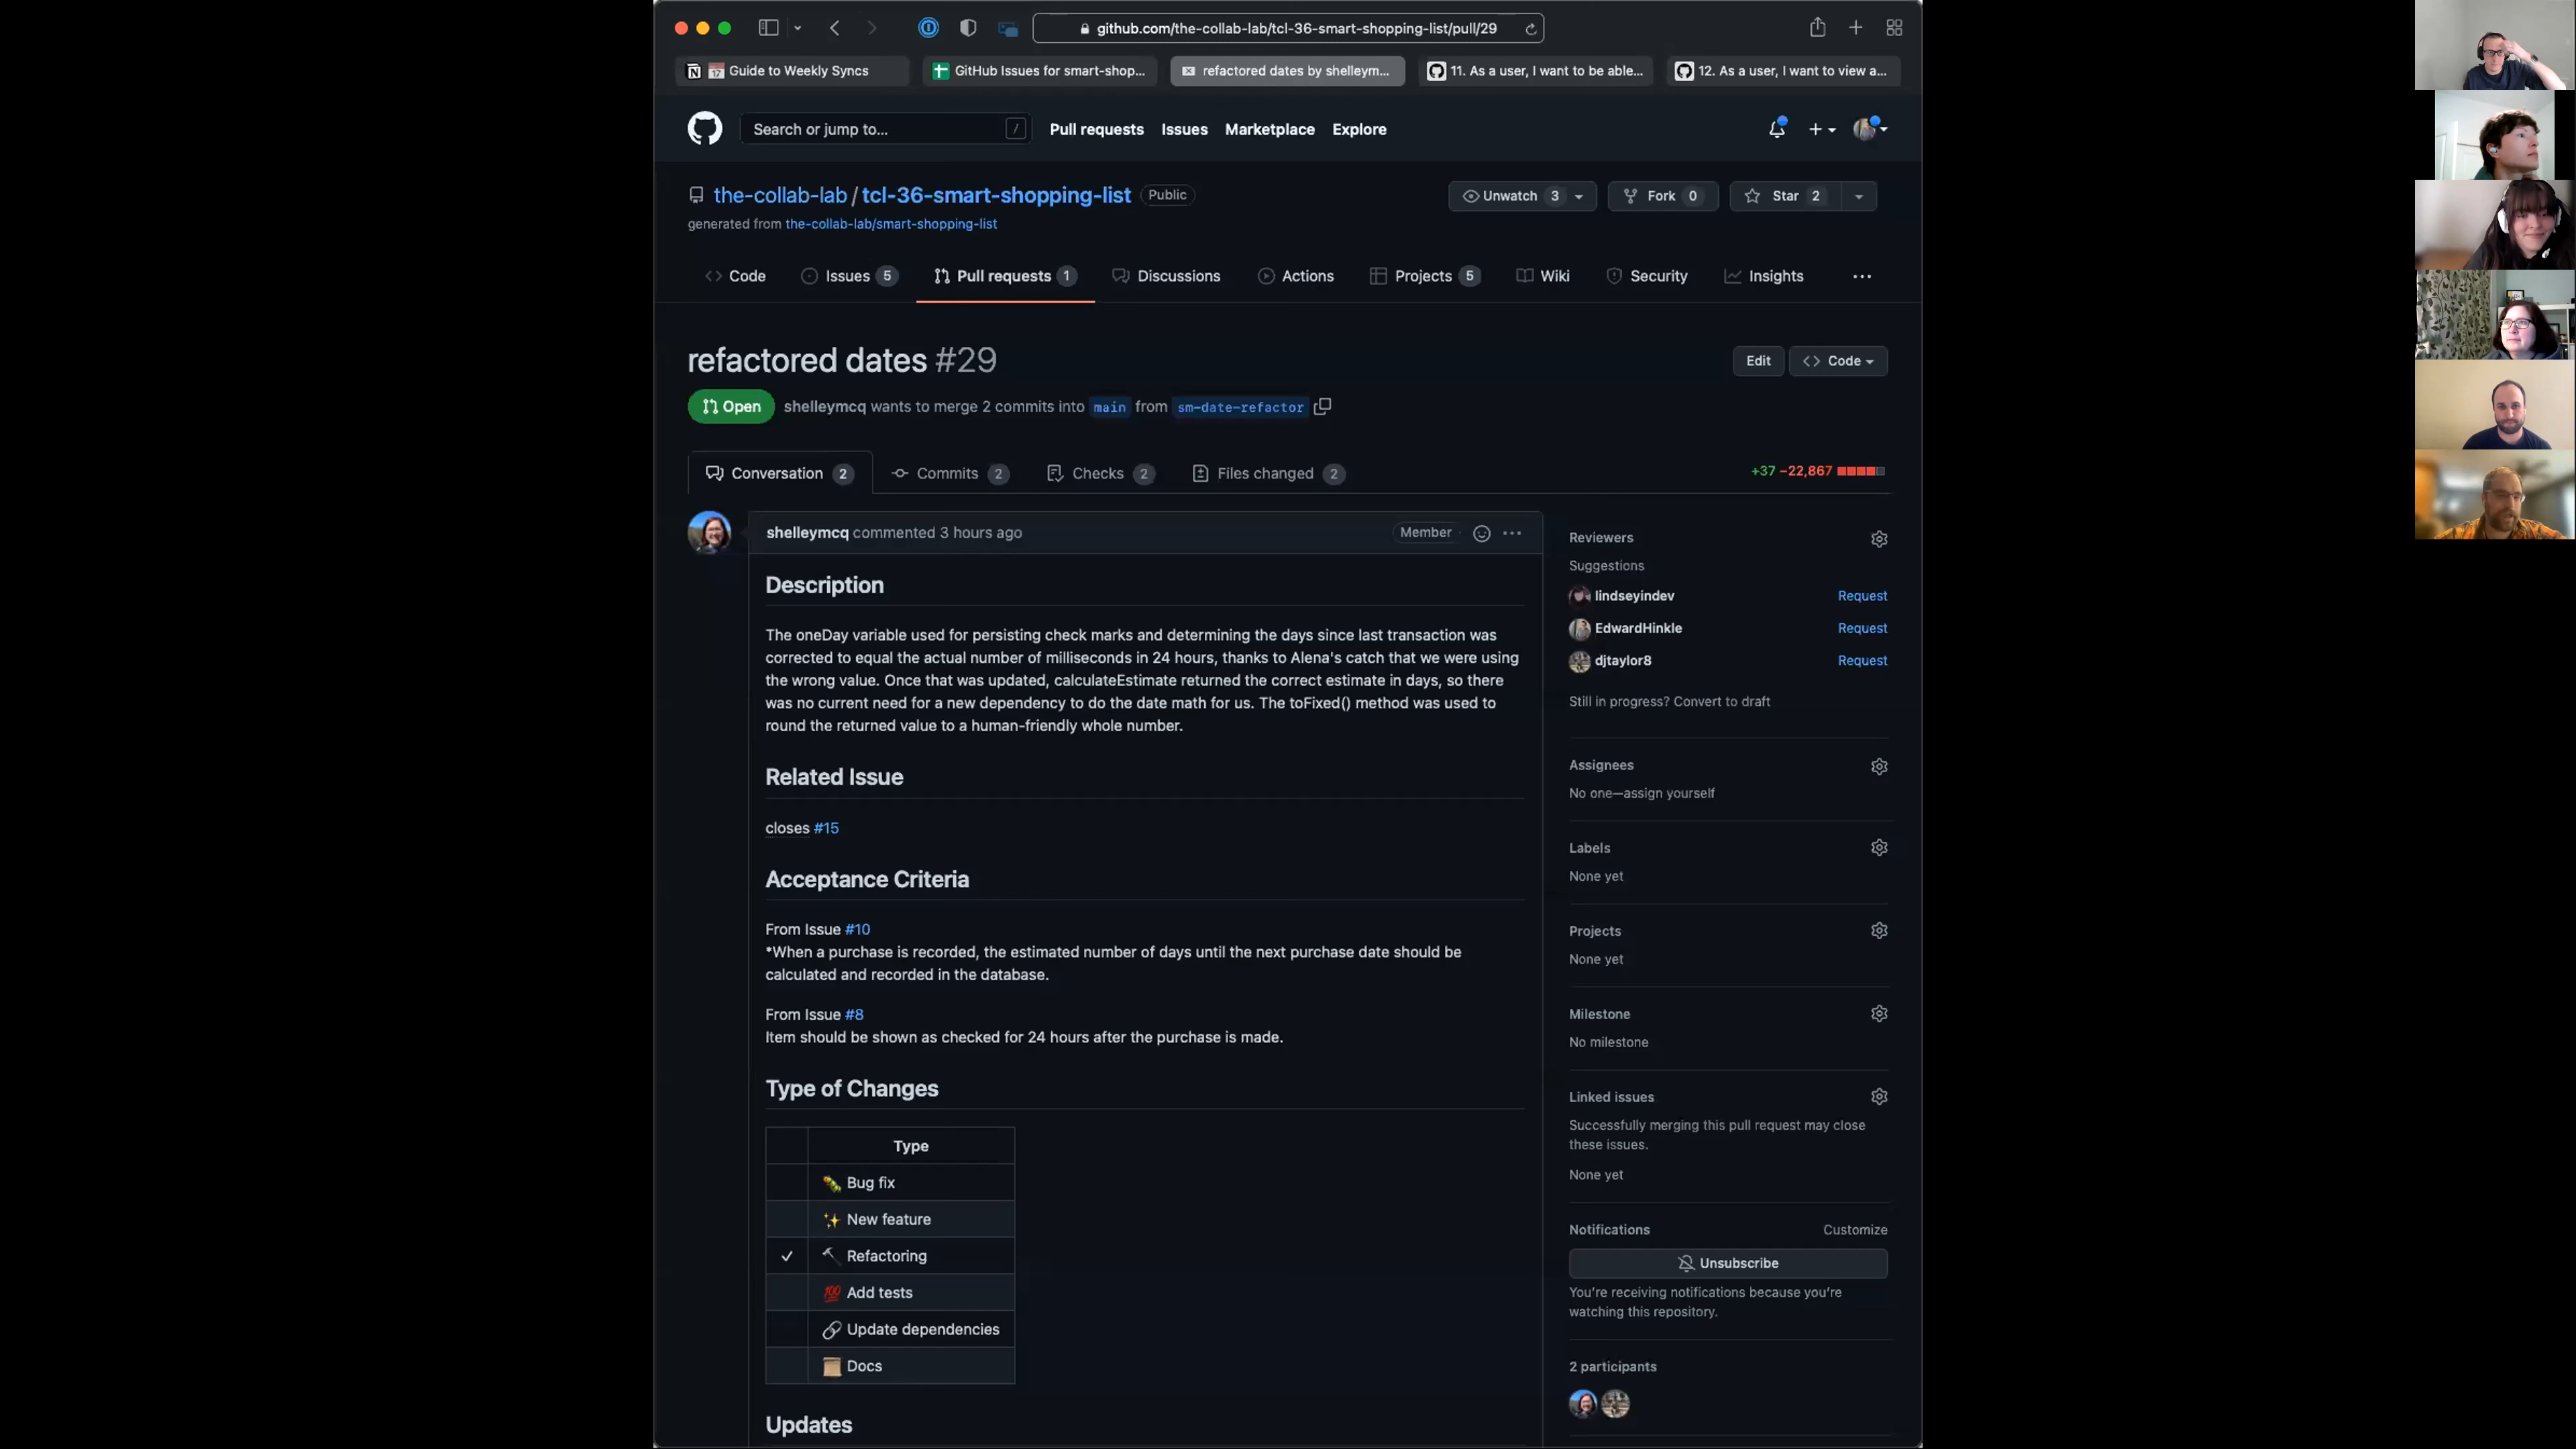 github.com/the-collab-lab/tcl-36-smart-shopping-list/pull/29
Guide to Weekly Syncs
GitHub Issues for smart-shop...
refactored dates by shelleym...
11. As a user, I want to be able...
12. As a user, I want to view a...
Search or jump to...
/
Pull requests
Issues
Marketplace
Explore
the-collab-lab / tcl-36-smart-shopping-list Public
Unwatch 3
Fork 0
Star 2
generated from the-collab-lab/smart-shopping-list
Code
Issues 5
Pull requests 1
Discussions
Actions
Projects 5
Wiki
Security
Insights
refactored dates #29
Edit
Code
Open
shelleymcq wants to merge 2 commits into main from sm-date-refactor
Conversation 2
Commits 2
Checks 2
Files changed 2
+37 −22,867
shelleymcq commented 3 hours ago
Member
Description
The oneDay variable used for persisting check marks and determining the days since last transaction was
corrected to equal the actual number of milliseconds in 24 hours, thanks to Alena's catch that we were using
the wrong value. Once that was updated, calculateEstimate returned the correct estimate in days, so there
was no current need for a new dependency to do the date math for us. The toFixed() method was used to
round the returned value to a human-friendly whole number.
Related Issue
closes #15
Acceptance Criteria
From Issue #10
*When a purchase is recorded, the estimated number of days until the next purchase date should be
calculated and recorded in the database.
From Issue #8
Item should be shown as checked for 24 hours after the purchase is made.
Type of Changes
Type
🐛 Bug fix
✨ New feature
✓ 🔨 Refactoring
💯 Add tests
🔗 Update dependencies
📜 Docs
Updates
Reviewers
Suggestions
lindseyindev Request
EdwardHinkle Request
djtaylor8 Request
Still in progress? Convert to draft
Assignees
No one—assign yourself
Labels
None yet
Projects
None yet
Milestone
No milestone
Linked issues
Successfully merging this pull request may close
these issues.
None yet
Notifications
Customize
Unsubscribe
You're receiving notifications because you're
watching this repository.
2 participants